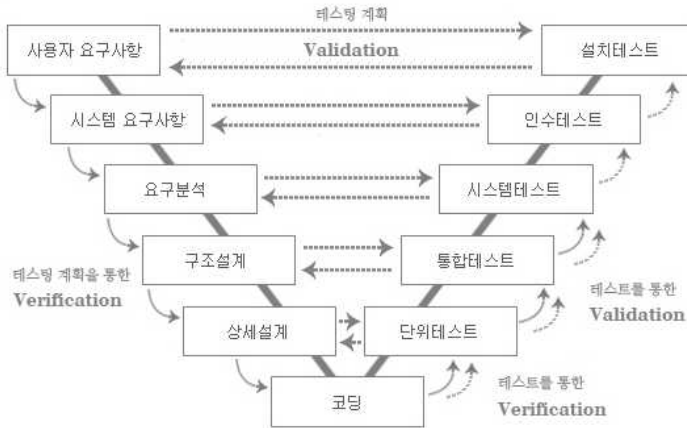 테스팅 계획
사용자 요구사항
Validation
설치테스트
시스템 요구사항
인수테스트
요구분석
시스템테스트
구조설계
통합테스트
테스팅 계획을 통한
Verification
테스트를 통한
Validation
상세설계
단위테스트
코딩
테스트를 통한
Verification